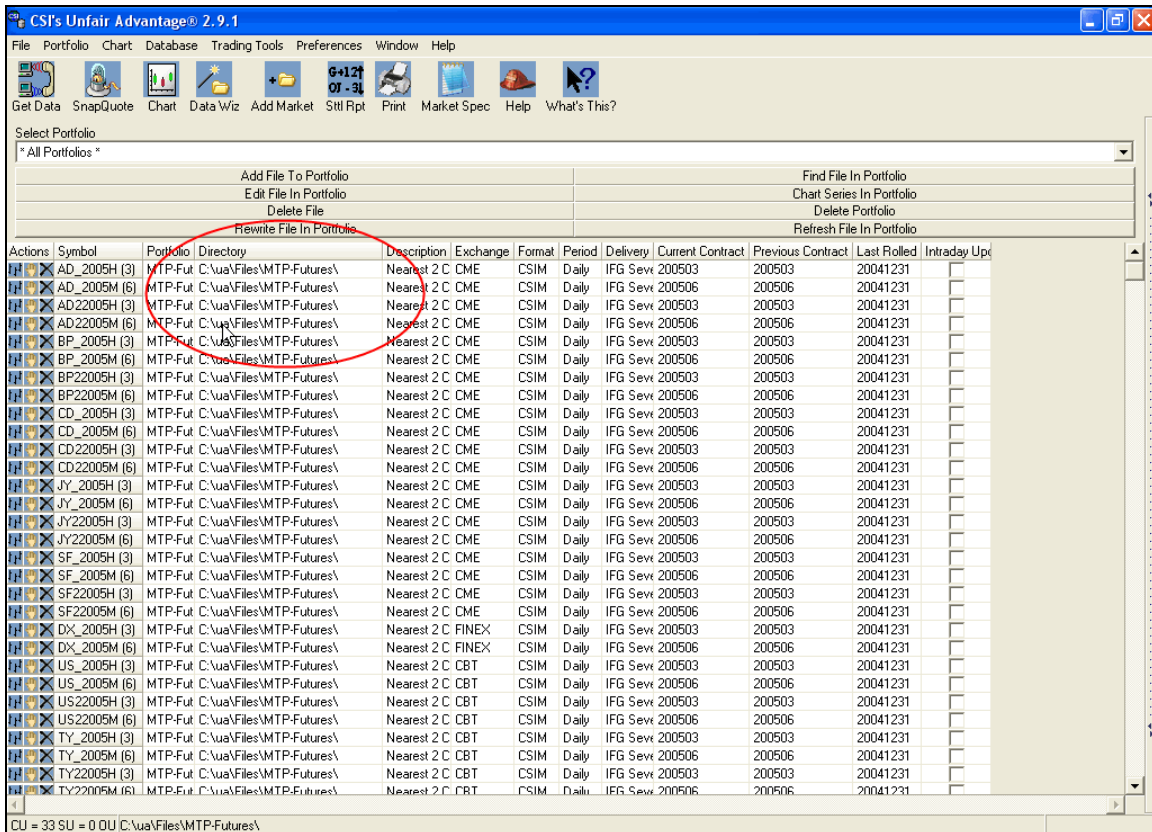 CSI's Unfair Advantage® 2.9.1
File Portfolio Chart Database Trading Tools Preferences Window Help
G+12↑
OJ -3↓
Get Data SnapQuote Chart Data Wiz Add Market Sttl Rpt Print Market Spec Help What's This?
Select Portfolio
* All Portfolios *
Add File To Portfolio Find File In Portfolio
Edit File In Portfolio Chart Series In Portfolio
Delete File Delete Portfolio
Rewrite File In Portfolio Refresh File In Portfolio
Actions Symbol Portfolio Directory Description Exchange Format Period Delivery Current Contract Previous Contract Last Rolled Intraday Upd
AD_2005H (3) MTP-Fut C:\ua\Files\MTP-Futures\ Nearest 2 C CME CSIM Daily IFG Seve 200503 200503 20041231
AD_2005M (6) MTP-Fut C:\ua\Files\MTP-Futures\ Nearest 2 C CME CSIM Daily IFG Seve 200506 200506 20041231
AD22005H (3) MTP-Fut C:\ua\Files\MTP-Futures\ Nearest 2 C CME CSIM Daily IFG Seve 200503 200503 20041231
AD22005M (6) MTP-Fut C:\ua\Files\MTP-Futures\ Nearest 2 C CME CSIM Daily IFG Seve 200506 200506 20041231
BP_2005H (3) MTP-Fut C:\ua\Files\MTP-Futures\ Nearest 2 C CME CSIM Daily IFG Seve 200503 200503 20041231
BP_2005M (6) MTP-Fut C:\ua\Files\MTP-Futures\ Nearest 2 C CME CSIM Daily IFG Seve 200506 200506 20041231
BP22005H (3) MTP-Fut C:\ua\Files\MTP-Futures\ Nearest 2 C CME CSIM Daily IFG Seve 200503 200503 20041231
BP22005M (6) MTP-Fut C:\ua\Files\MTP-Futures\ Nearest 2 C CME CSIM Daily IFG Seve 200506 200506 20041231
CD_2005H (3) MTP-Fut C:\ua\Files\MTP-Futures\ Nearest 2 C CME CSIM Daily IFG Seve 200503 200503 20041231
CD_2005M (6) MTP-Fut C:\ua\Files\MTP-Futures\ Nearest 2 C CME CSIM Daily IFG Seve 200506 200506 20041231
CD22005H (3) MTP-Fut C:\ua\Files\MTP-Futures\ Nearest 2 C CME CSIM Daily IFG Seve 200503 200503 20041231
CD22005M (6) MTP-Fut C:\ua\Files\MTP-Futures\ Nearest 2 C CME CSIM Daily IFG Seve 200506 200506 20041231
JY_2005H (3) MTP-Fut C:\ua\Files\MTP-Futures\ Nearest 2 C CME CSIM Daily IFG Seve 200503 200503 20041231
JY_2005M (6) MTP-Fut C:\ua\Files\MTP-Futures\ Nearest 2 C CME CSIM Daily IFG Seve 200506 200506 20041231
JY22005H (3) MTP-Fut C:\ua\Files\MTP-Futures\ Nearest 2 C CME CSIM Daily IFG Seve 200503 200503 20041231
JY22005M (6) MTP-Fut C:\ua\Files\MTP-Futures\ Nearest 2 C CME CSIM Daily IFG Seve 200506 200506 20041231
SF_2005H (3) MTP-Fut C:\ua\Files\MTP-Futures\ Nearest 2 C CME CSIM Daily IFG Seve 200503 200503 20041231
SF_2005M (6) MTP-Fut C:\ua\Files\MTP-Futures\ Nearest 2 C CME CSIM Daily IFG Seve 200506 200506 20041231
SF22005H (3) MTP-Fut C:\ua\Files\MTP-Futures\ Nearest 2 C CME CSIM Daily IFG Seve 200503 200503 20041231
SF22005M (6) MTP-Fut C:\ua\Files\MTP-Futures\ Nearest 2 C CME CSIM Daily IFG Seve 200506 200506 20041231
DX_2005H (3) MTP-Fut C:\ua\Files\MTP-Futures\ Nearest 2 C FINEX CSIM Daily IFG Seve 200503 200503 20041231
DX_2005M (6) MTP-Fut C:\ua\Files\MTP-Futures\ Nearest 2 C FINEX CSIM Daily IFG Seve 200506 200506 20041231
US_2005H (3) MTP-Fut C:\ua\Files\MTP-Futures\ Nearest 2 C CBT CSIM Daily IFG Seve 200503 200503 20041231
US_2005M (6) MTP-Fut C:\ua\Files\MTP-Futures\ Nearest 2 C CBT CSIM Daily IFG Seve 200506 200506 20041231
US22005H (3) MTP-Fut C:\ua\Files\MTP-Futures\ Nearest 2 C CBT CSIM Daily IFG Seve 200503 200503 20041231
US22005M (6) MTP-Fut C:\ua\Files\MTP-Futures\ Nearest 2 C CBT CSIM Daily IFG Seve 200506 200506 20041231
TY_2005H (3) MTP-Fut C:\ua\Files\MTP-Futures\ Nearest 2 C CBT CSIM Daily IFG Seve 200503 200503 20041231
TY_2005M (6) MTP-Fut C:\ua\Files\MTP-Futures\ Nearest 2 C CBT CSIM Daily IFG Seve 200506 200506 20041231
TY22005H (3) MTP-Fut C:\ua\Files\MTP-Futures\ Nearest 2 C CBT CSIM Daily IFG Seve 200503 200503 20041231
TY22005M (6) MTP-Fut C:\ua\Files\MTP-Futures\ Nearest 2 C CBT CSIM Daily IFG Seve 200506 200506 20041231
CU = 33 SU = 0 OU C:\ua\Files\MTP-Futures\